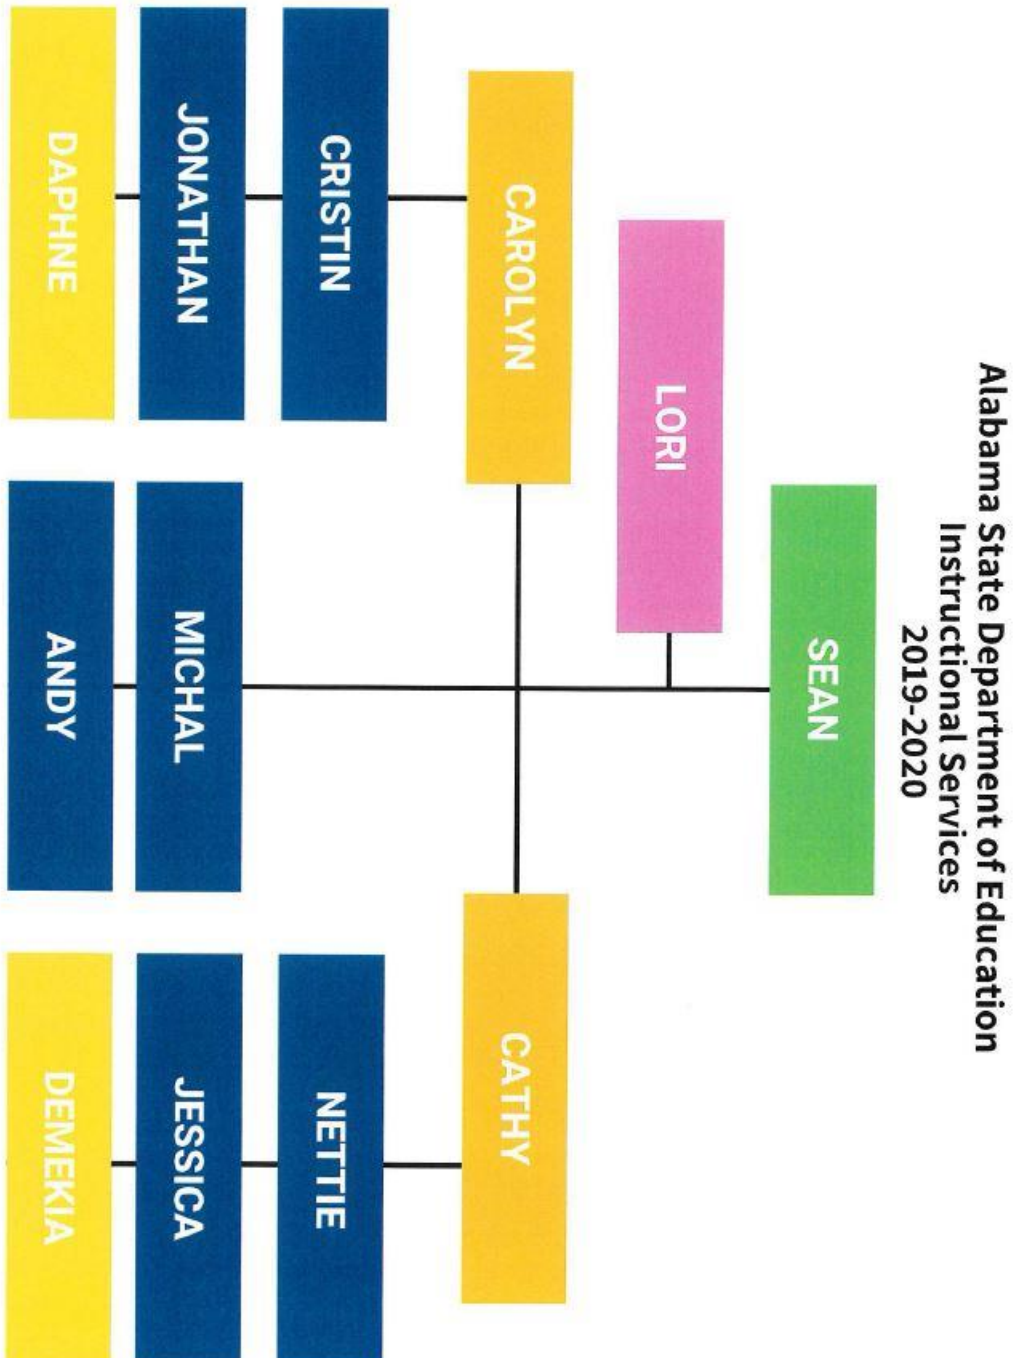 Alabama State Department of Education
Instructional Services
2019-2020
SEAN
LORI
CAROLYN
CATHY
CRISTIN
NETTIE
JONATHAN
MICHAL
JESSICA
DAPHNE
ANDY
DEMEKIA